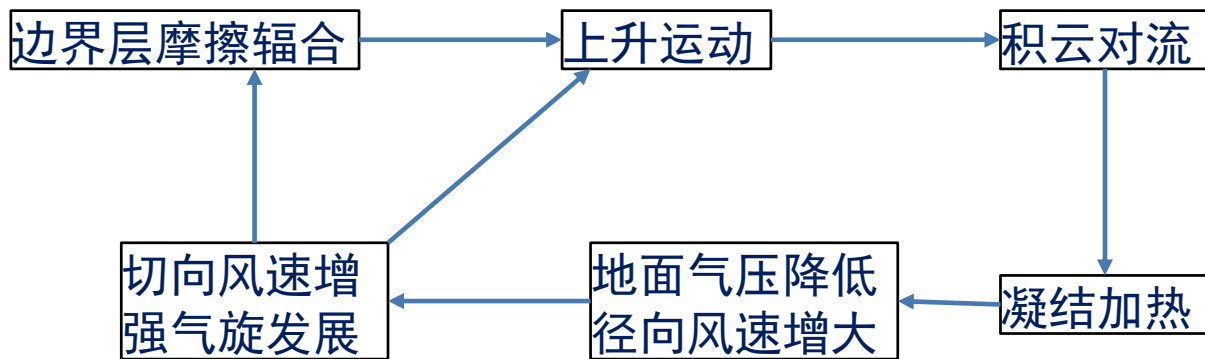 边界层摩擦辐合
上升运动
积云对流
切向风速增
强气旋发展
地面气压降低
径向风速增大
凝结加热